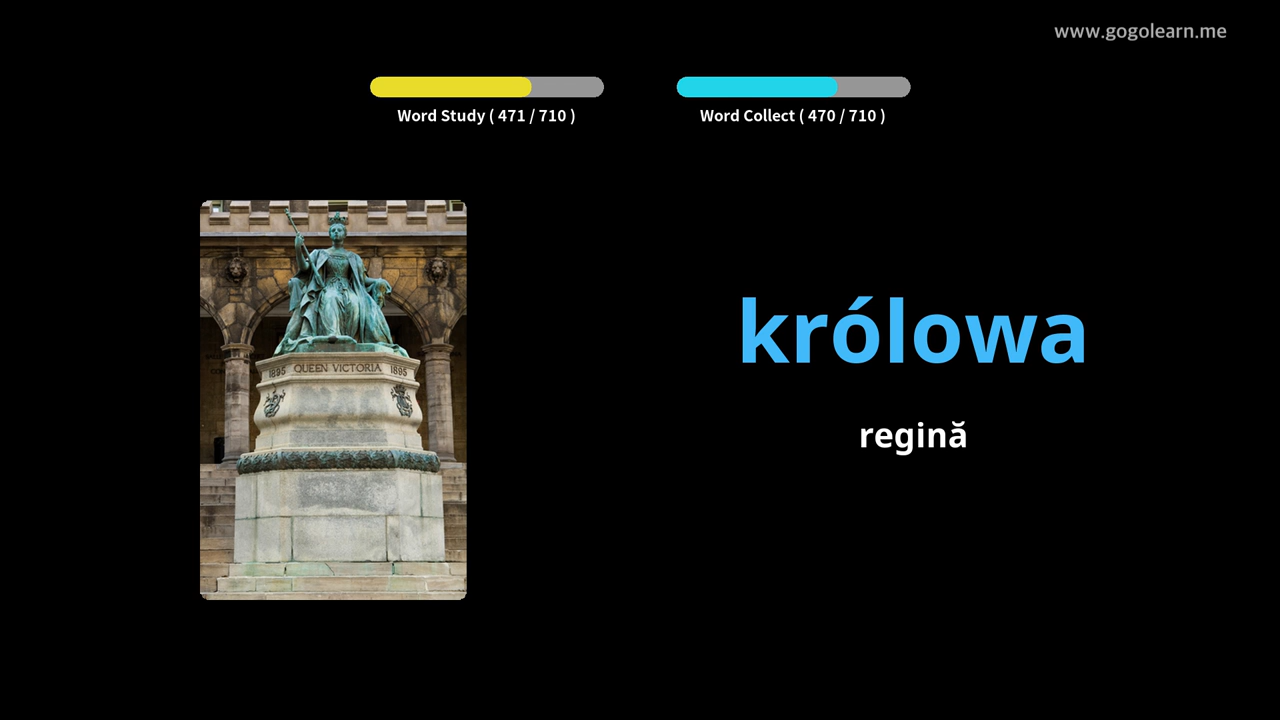 www.gogolearn.me
Word Study ( 471 / 710 )
Word Collect ( 470 / 710 )
1895 QUEEN VICTORIA 1895
królowa
regină